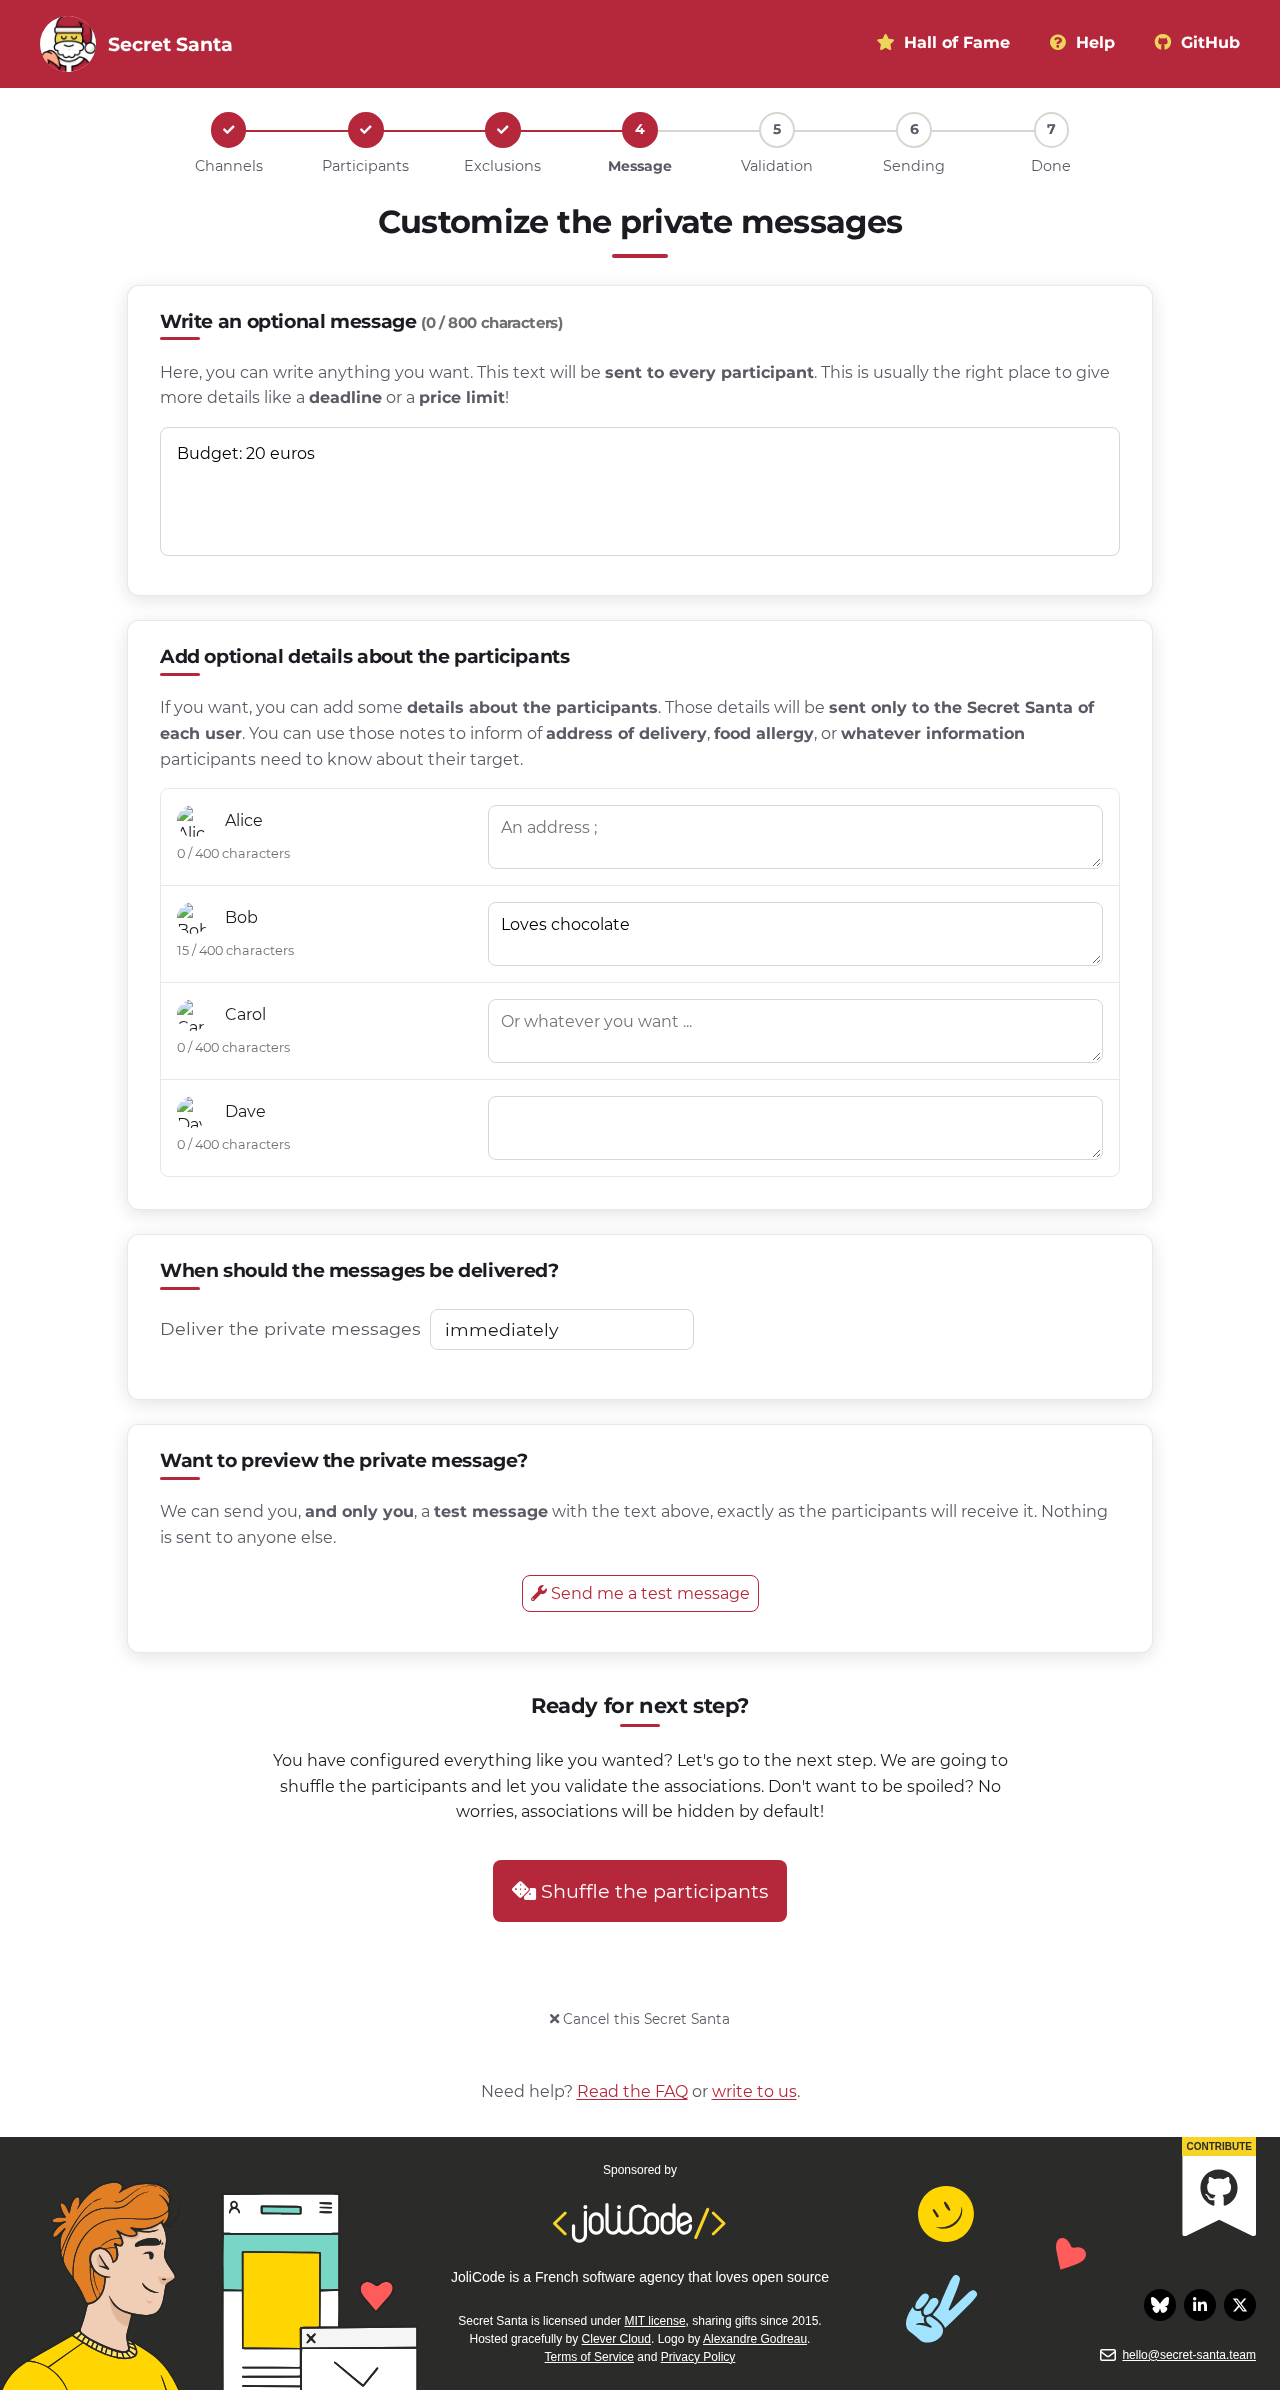 Secret Santa
Hall of Fame
Help
GitHub
4
5
6
7
Channels
Participants
Exclusions
Message
Validation
Sending
Done
Customize the private messages
Write an optional message (0 / 800 characters)
Here, you can write anything you want. This text will be sent to every participant. This is usually the right place to give
more details like a deadline or a price limit!
Budget: 20 euros
Add optional details about the participants
If you want, you can add some details about the participants. Those details will be sent only to the Secret Santa of
each user. You can use those notes to inform of address of delivery, food allergy, or whatever information
participants need to know about their target.
Alice
0 / 400 characters
An address ;
Bob
15 / 400 characters
Loves chocolate
Carol
0 / 400 characters
Or whatever you want ...
Dave
0 / 400 characters
When should the messages be delivered?
Deliver the private messages immediately
Want to preview the private message?
We can send you, and only you, a test message with the text above, exactly as the participants will receive it. Nothing
is sent to anyone else.
Send me a test message
Ready for next step?
You have configured everything like you wanted? Let's go to the next step. We are going to
shuffle the participants and let you validate the associations. Don't want to be spoiled? No
worries, associations will be hidden by default!
Shuffle the participants
Cancel this Secret Santa
Need help? Read the FAQ or write to us.
CONTRIBUTE
Sponsored by
<JoliCode/>
JoliCode is a French software agency that loves open source
Secret Santa is licensed under MIT license, sharing gifts since 2015.
Hosted gracefully by Clever Cloud. Logo by Alexandre Godreau.
Terms of Service and Privacy Policy
hello@secret-santa.team